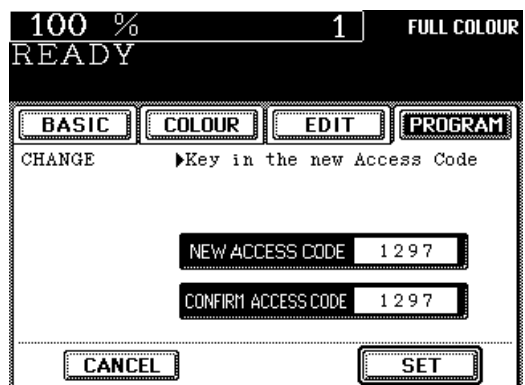 100 % 1 FULL COLOUR
READY
BASIC COLOUR EDIT PROGRAM
CHANGE ▶Key in the new Access Code
NEW ACCESS CODE 1297
CONFIRM ACCESS CODE 1297
CANCEL SET